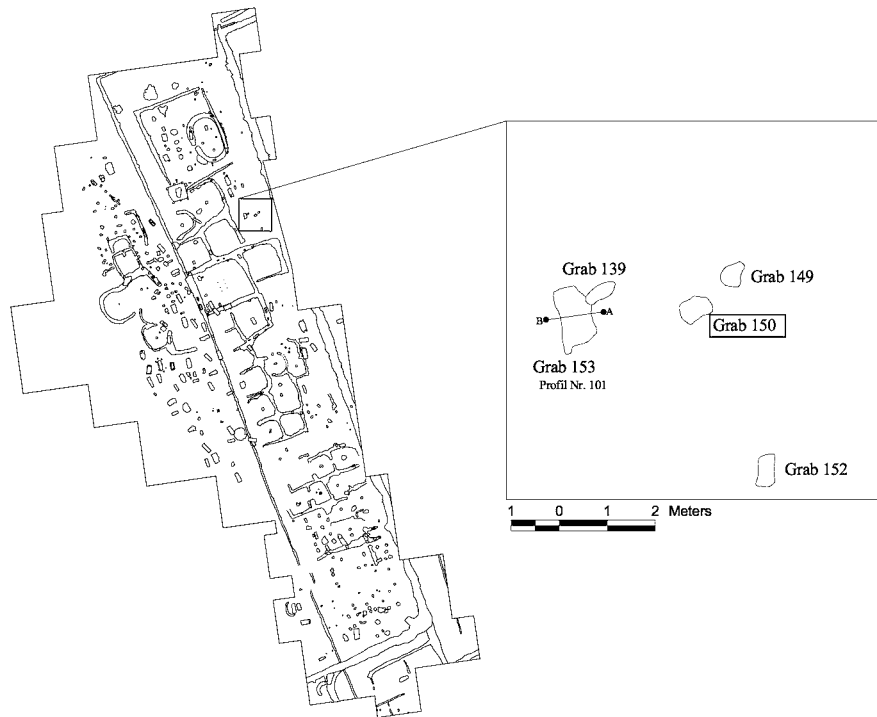 Grab 139
Grab 149
A
B
Grab 150
Grab 153
Profil Nr. 101
Grab 152
1 0 1 2 Meters